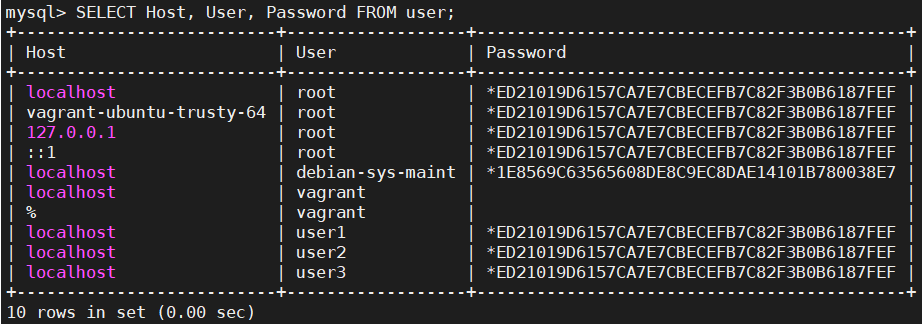 mysql> SELECT Host, User, Password FROM user;
+---------------------------+------------------+-------------------------------------------+
| Host                      | User             | Password                                  |
+---------------------------+------------------+-------------------------------------------+
| localhost                 | root             | *ED21019D6157CA7E7CBECEFB7C82F3B0B6187FEF |
| vagrant-ubuntu-trusty-64 | root             | *ED21019D6157CA7E7CBECEFB7C82F3B0B6187FEF |
| 127.0.0.1                 | root             | *ED21019D6157CA7E7CBECEFB7C82F3B0B6187FEF |
| ::1                       | root             | *ED21019D6157CA7E7CBECEFB7C82F3B0B6187FEF |
| localhost                 | debian-sys-maint | *1E8569C63565608DE8C9EC8DAE14101B780038E7 |
| localhost                 | vagrant          |                                           |
| %                         | vagrant          |                                           |
| localhost                 | user1            | *ED21019D6157CA7E7CBECEFB7C82F3B0B6187FEF |
| localhost                 | user2            | *ED21019D6157CA7E7CBECEFB7C82F3B0B6187FEF |
| localhost                 | user3            | *ED21019D6157CA7E7CBECEFB7C82F3B0B6187FEF |
+---------------------------+------------------+-------------------------------------------+
10 rows in set (0.00 sec)